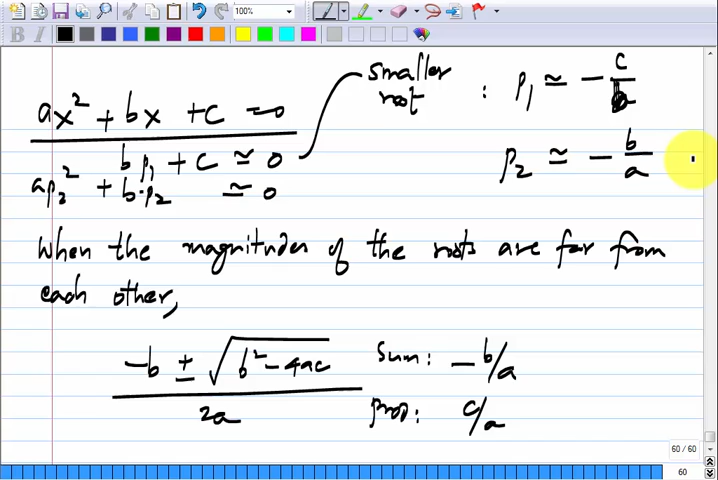 100%
B
smaller
root : p₁ ≃ - c/b
ax² + bx + c = 0
bp₁ + c ≃ 0
p₂ ≃ - b/a
ap₂² + b·p₂ ≃ 0
When the magnitudes of the roots are far from
each other,
-b ± √(b² - 4ac)
2a
Sum: - b/a
prod: c/a
60 / 60
60